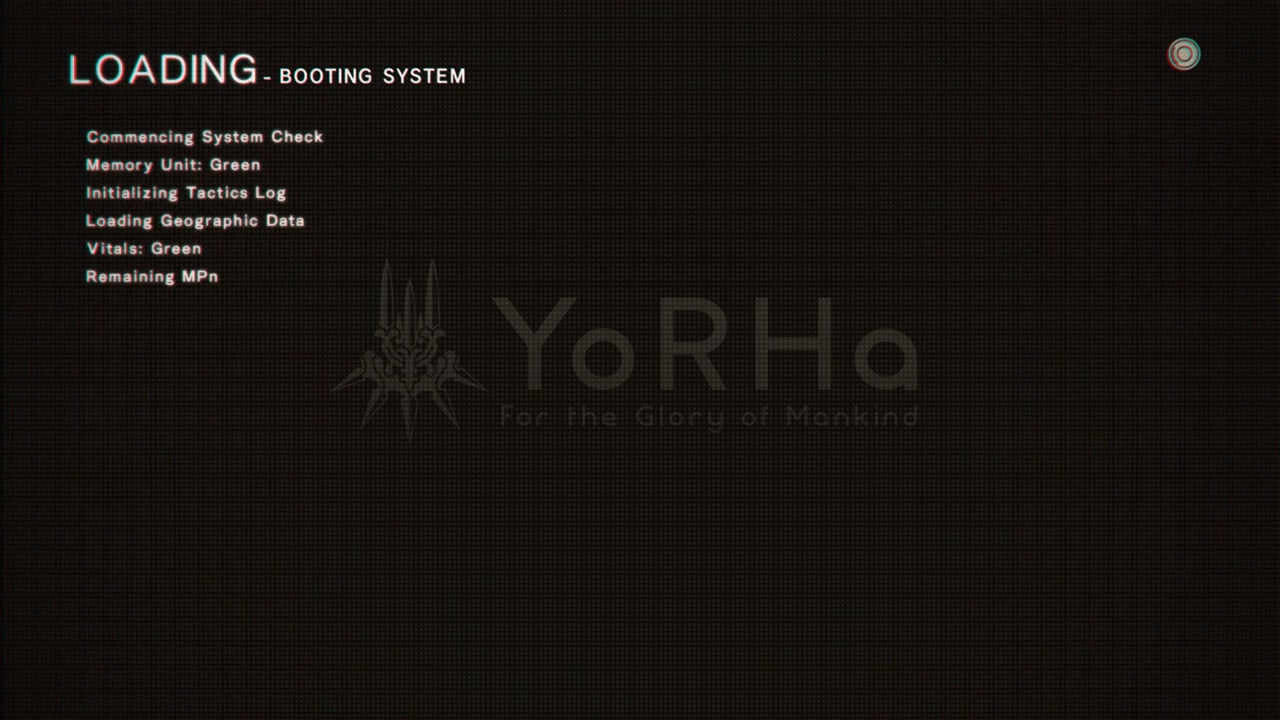 LOADING - BOOTING SYSTEM
Commencing System Check
Memory Unit: Green
Initializing Tactics Log
Loading Geographic Data
Vitals: Green
Remaining MPn
YoRHa
For the Glory of Mankind